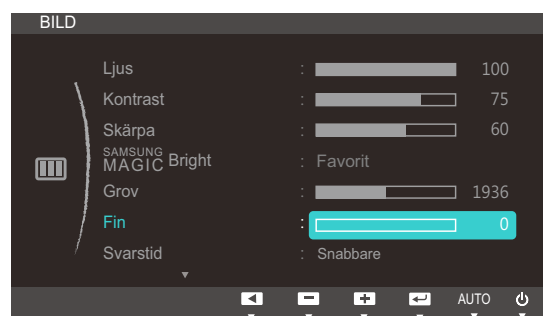 BILD
Ljus : 100
Kontrast : 75
Skärpa : 60
SAMSUNG MAGIC Bright : Favorit
Grov : 1936
Fin : 0
Svarstid : Snabbare
AUTO